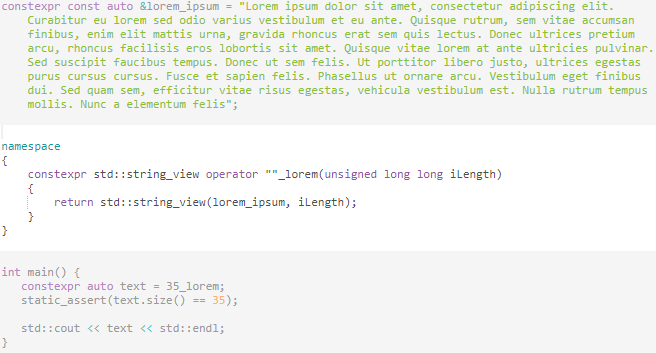 constexpr const auto &lorem_ipsum = "Lorem ipsum dolor sit amet, consectetur adipiscing elit.
Curabitur eu lorem sed odio varius vestibulum et eu ante. Quisque rutrum, sem vitae accumsan
finibus, enim elit mattis urna, gravida rhoncus erat sem quis lectus. Donec ultrices pretium
arcu, rhoncus facilisis eros lobortis sit amet. Quisque vitae lorem at ante ultricies pulvinar.
Sed suscipit faucibus tempus. Donec ut sem felis. Ut porttitor libero justo, ultrices egestas
purus cursus cursus. Fusce et sapien felis. Phasellus ut ornare arcu. Vestibulum eget finibus
dui. Sed quam sem, efficitur vitae risus egestas, vehicula vestibulum est. Nulla rutrum tempus
mollis. Nunc a elementum felis";
namespace
{
constexpr std::string_view operator ""_lorem(unsigned long long iLength)
{
return std::string_view(lorem_ipsum, iLength);
}
}
int main() {
constexpr auto text = 35_lorem;
static_assert(text.size() == 35);
std::cout << text << std::endl;
}